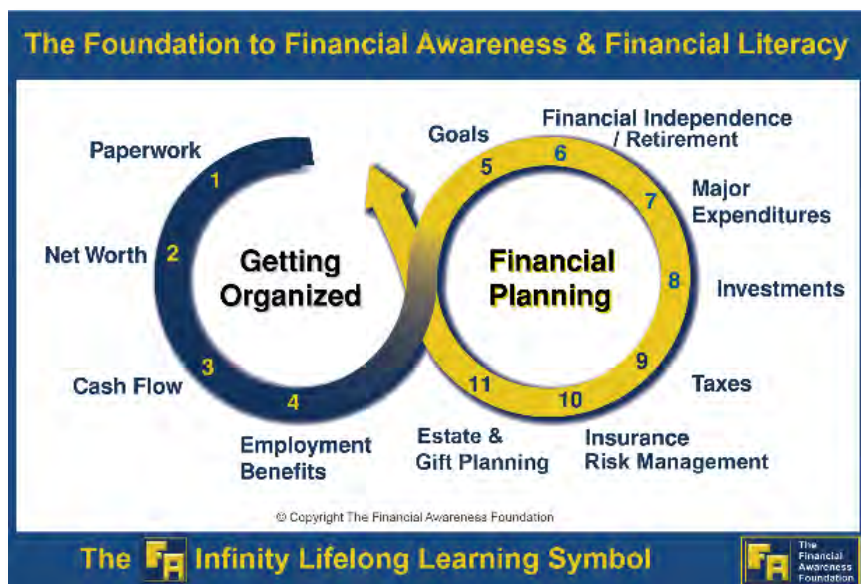 The Foundation to Financial Awareness & Financial Literacy
Paperwork
1
Net Worth
2
Cash Flow
3
4
Employment
Benefits
Getting
Organized
Goals
5
Financial Independence
/ Retirement
6
7
Major
Expenditures
8
Investments
9
Taxes
10
Insurance
Risk Management
11
Estate &
Gift Planning
Financial
Planning
© Copyright The Financial Awareness Foundation
The FA Infinity Lifelong Learning Symbol
FA
The
Financial
Awareness
Foundation